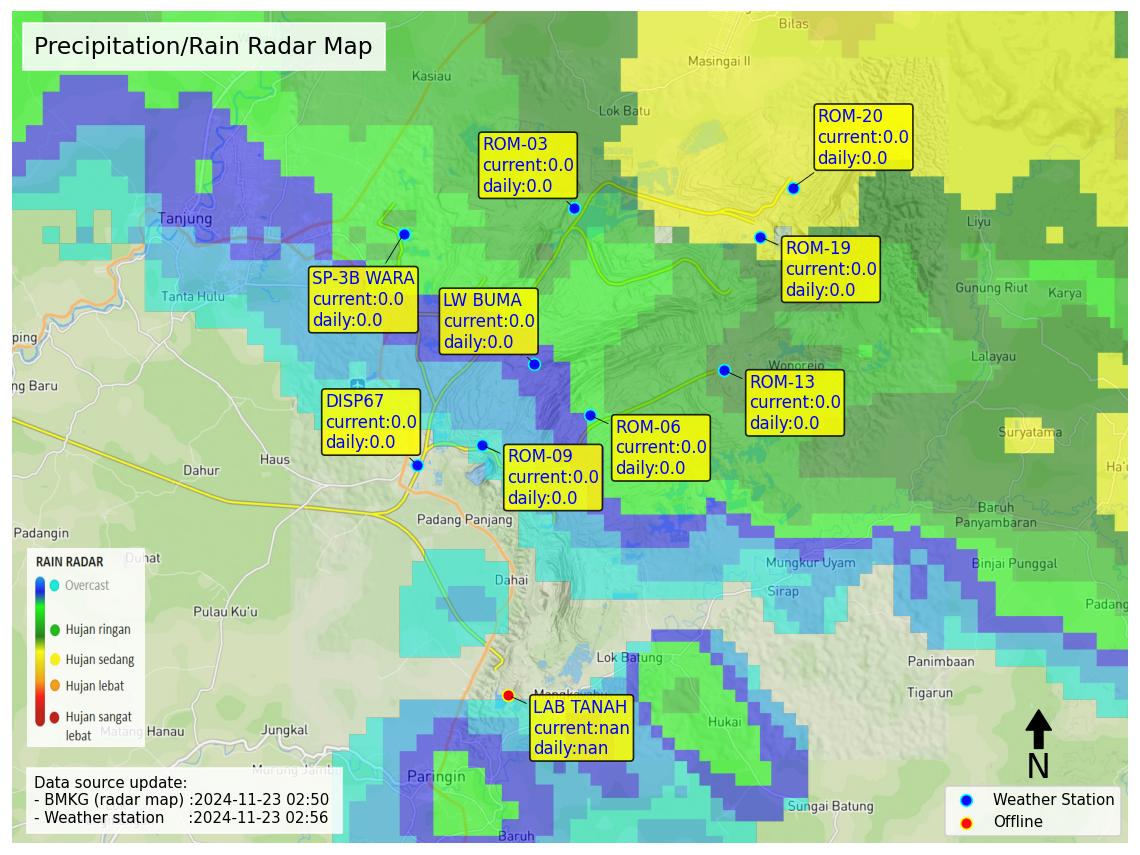 Precipitation/Rain Radar Map
Bilas
Masingai II
Kasiau
Lok Batu
ROM-20
current:0.0
daily:0.0
ROM-03
current:0.0
daily:0.0
Tanjung
Liyu
ROM-19
current:0.0
daily:0.0
SP-3B WARA
current:0.0
daily:0.0
LW BUMA
current:0.0
daily:0.0
Tanta Hulu
Gunung Riut
Karya
ping
Lalayau
Wonorejo
ng Baru
ROM-13
current:0.0
daily:0.0
DISP67
current:0.0
daily:0.0
ROM-06
current:0.0
daily:0.0
Suryatama
Haus
Dahur
ROM-09
current:0.0
daily:0.0
Ha'u
Padang Panjang
Baruh
Panyambaran
Padangin
Mungkur Uyam
Binjai Punggal
Dahai
Sirap
Padang
Pulau Ku'u
RAIN RADAR
Overcast
Hujan ringan
Hujan sedang
Hujan lebat
Hujan sangat
lebat
Duhat
Lok Batung
Panimbaan
Tigarun
LAB TANAH
current:nan
daily:nan
Hukai
Matang Hanau
Jungkal
Paringin
Sungai Batung
Baruh
Data source update:
- BMKG (radar map) :2024-11-23 02:50
- Weather station :2024-11-23 02:56
N
Weather Station
Offline